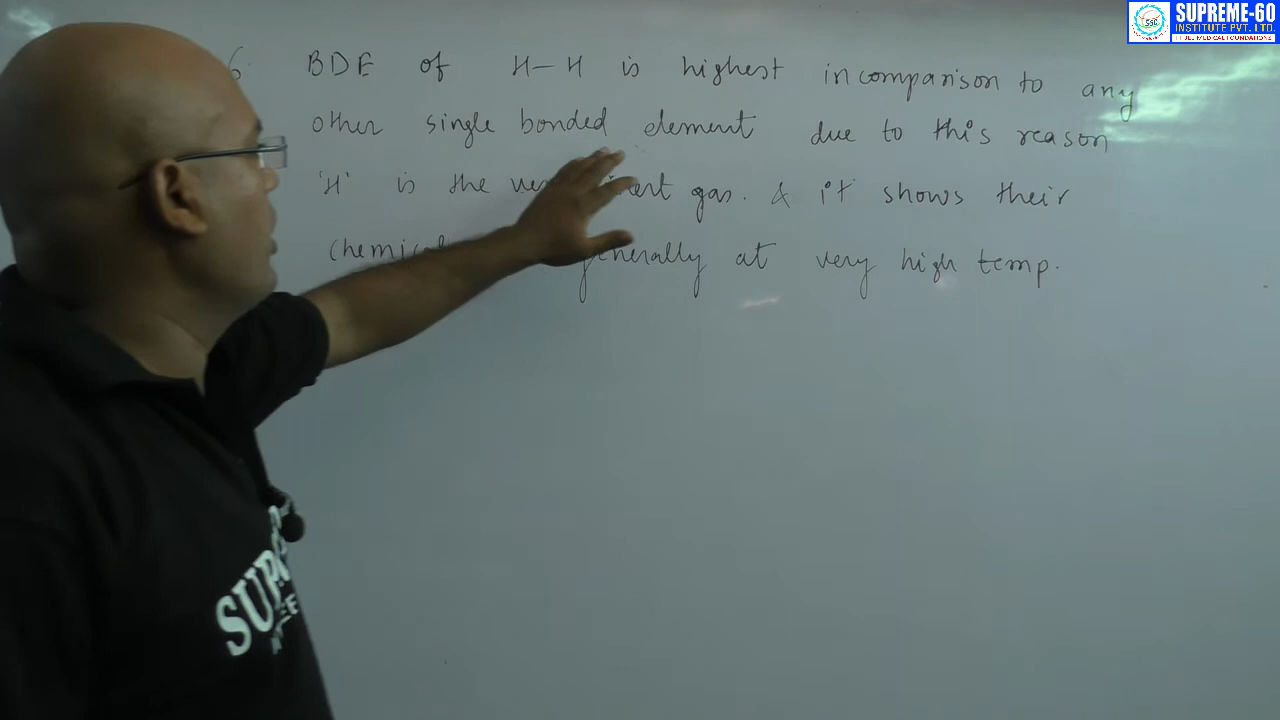 SUPREME-60
INSTITUTE PVT. LTD.
6 BDE of H-H is highest in comparison to any
other single bonded element due to this reason
'H' is the gas. & it shows their
generally at very high temp.